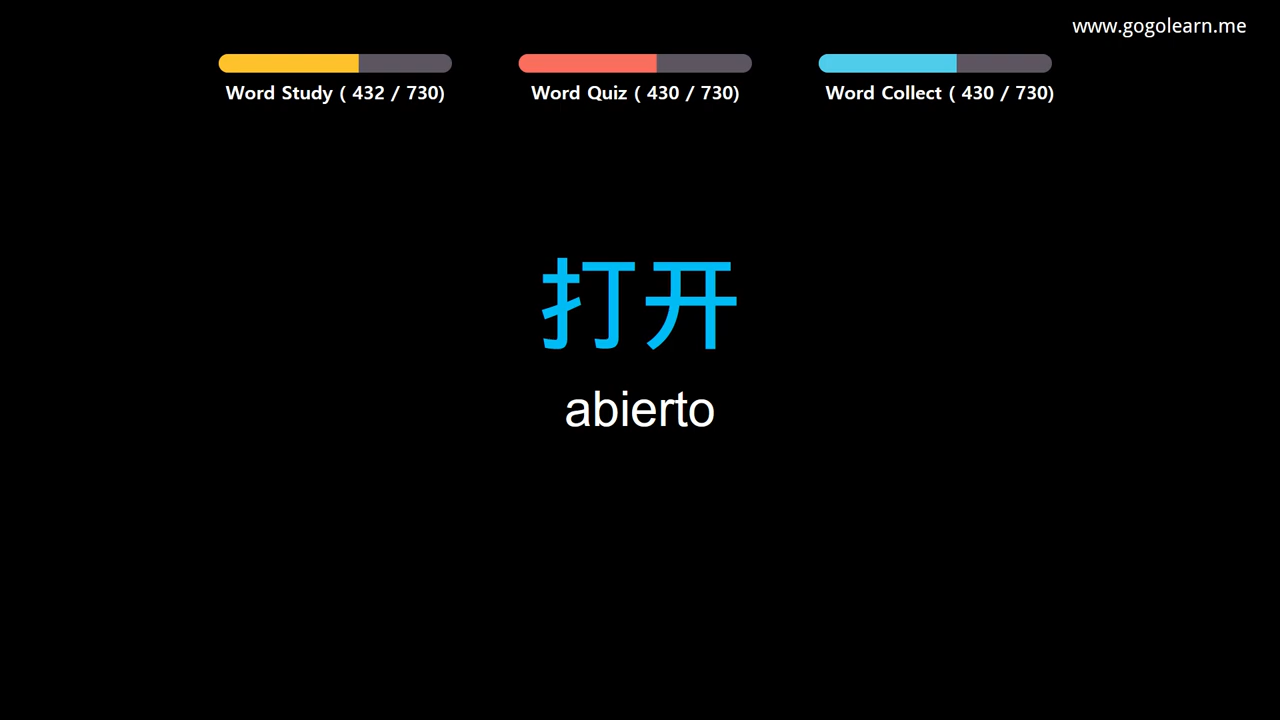 www.gogolearn.me
Word Study ( 432 / 730)
Word Quiz ( 430 / 730)
Word Collect ( 430 / 730)
打开
abierto